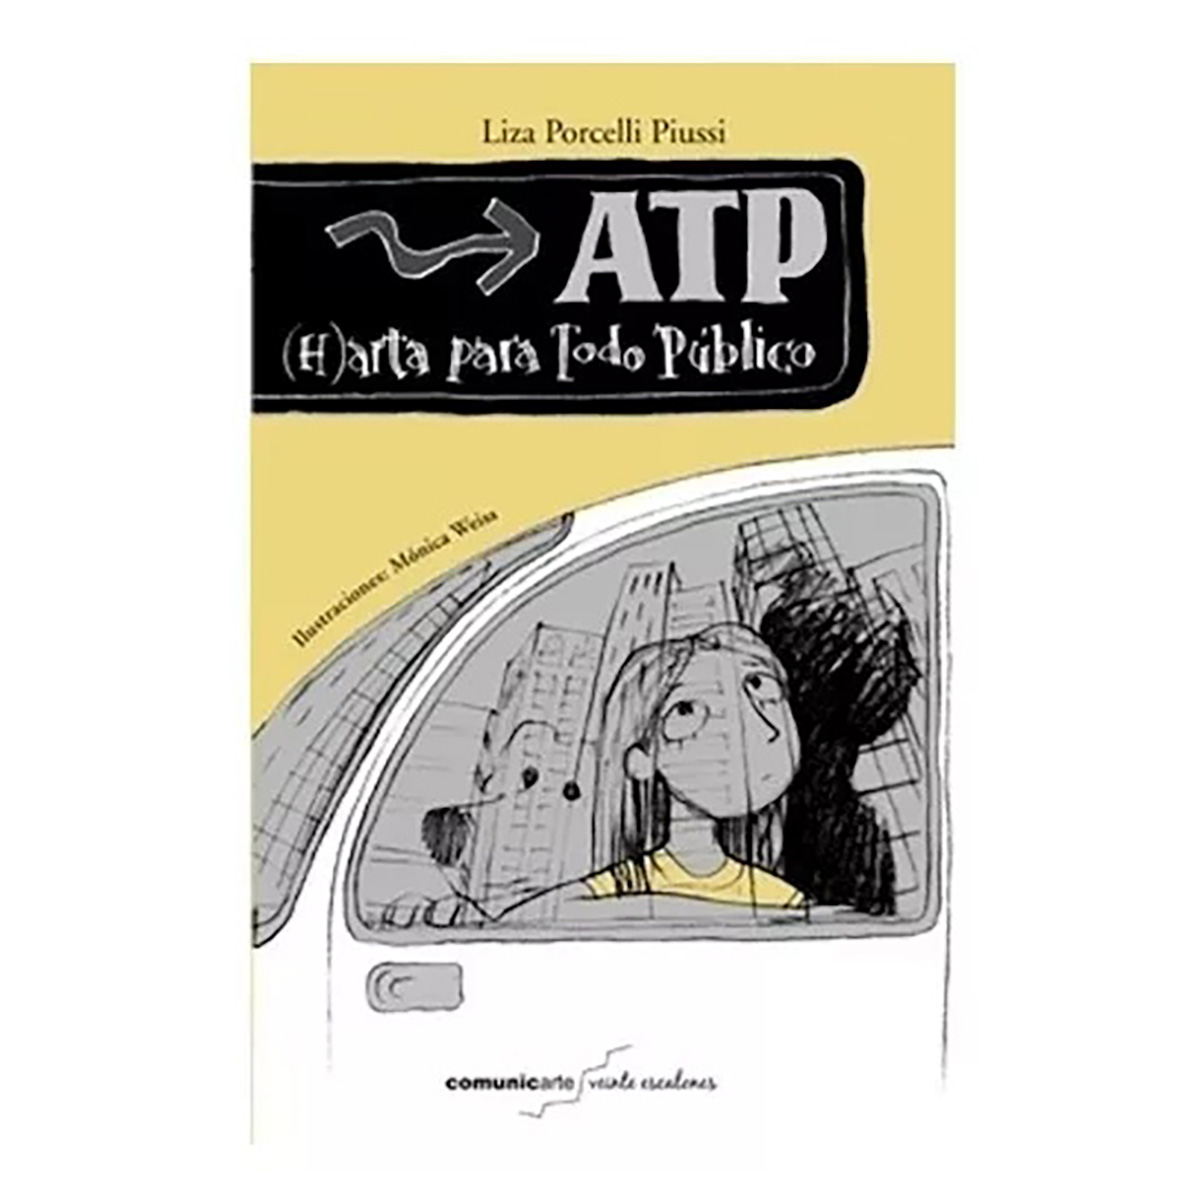 Liza Porcelli Piussi
ATP
(H)arta para Todo Público
Ilustraciones: Mónica Weiss
comunicarte veinte escalones